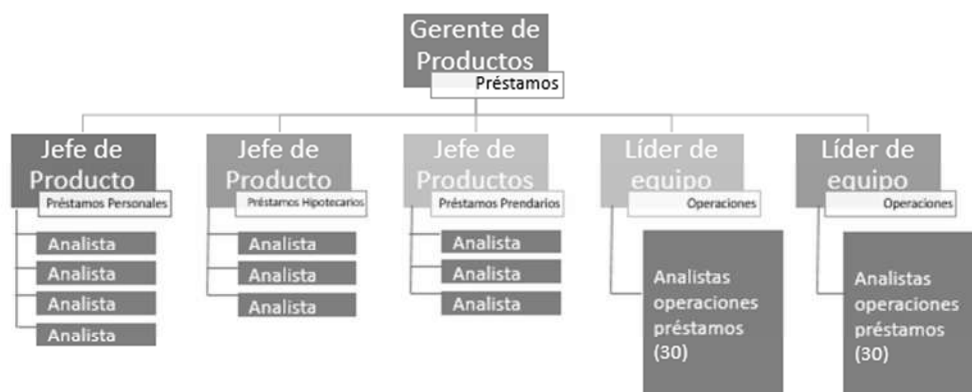 Gerente de
Productos
Préstamos
Jefe de
Producto
Préstamos Personales
Analista
Analista
Analista
Analista
Jefe de
Producto
Préstamos Hipotecarios
Analista
Analista
Analista
Jefe de
Productos
Préstamos Prendarios
Analista
Analista
Analista
Líder de
equipo
Operaciones
Analistas
operaciones
préstamos
(30)
Líder de
equipo
Operaciones
Analistas
operaciones
préstamos
(30)